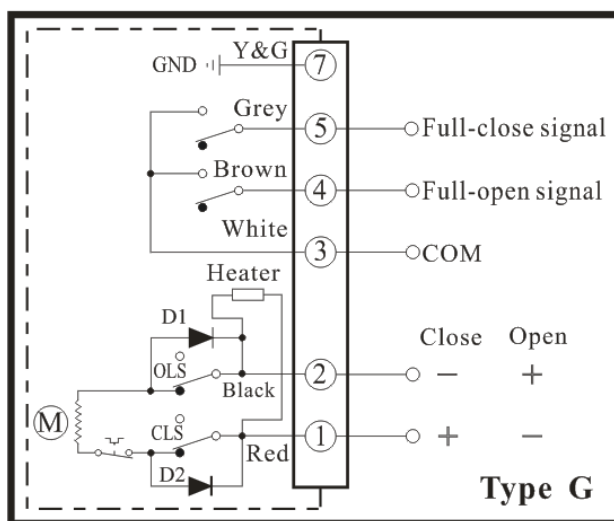 GND Y&G 7
Grey 5 Full-close signal
Brown 4 Full-open signal
White 3 COM
Heater
D1 Close Open
OLS Black 2 − +
M CLS Red 1 + −
D2
Type G